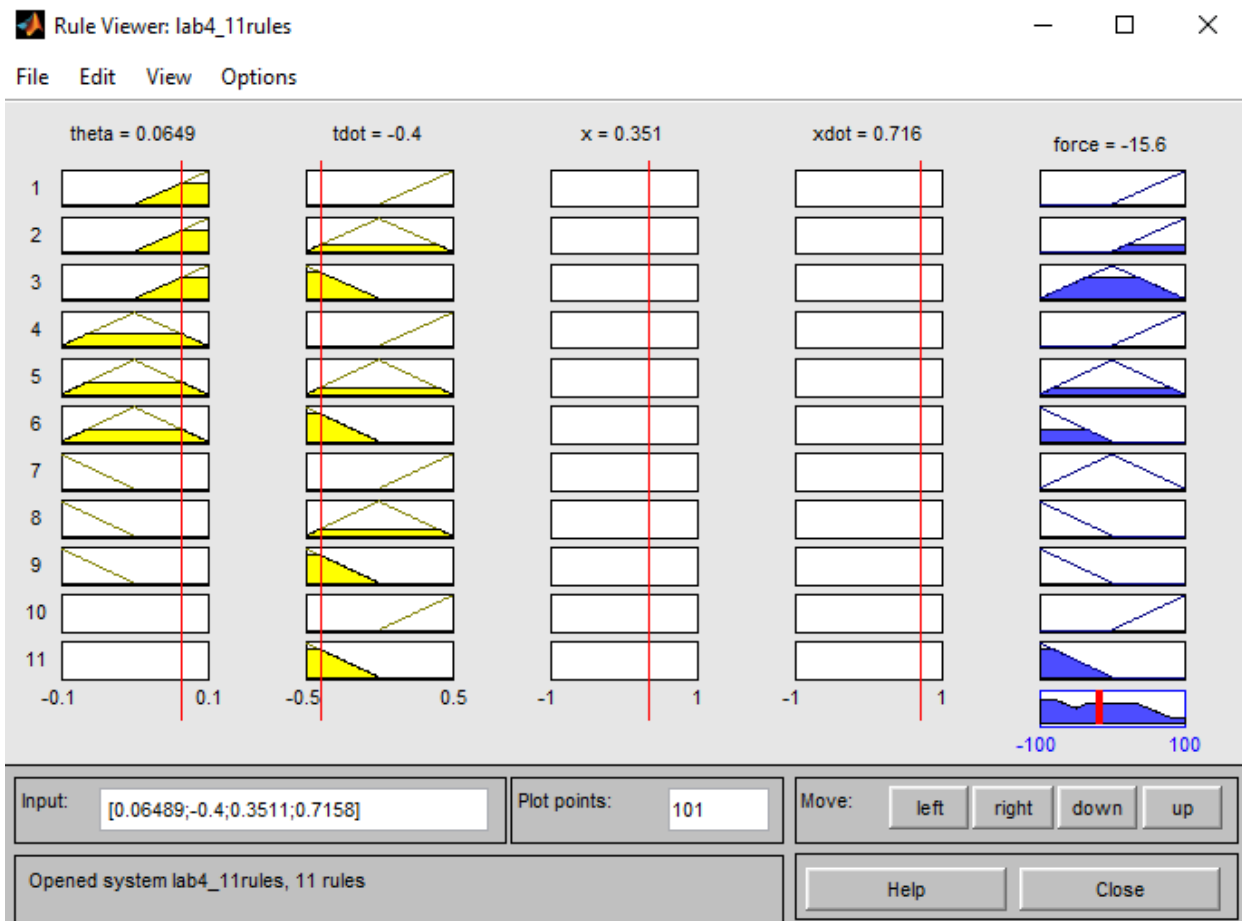 Rule Viewer: lab4_11rules
File Edit View Options
theta = 0.0649 tdot = -0.4 x = 0.351 xdot = 0.716 force = -15.6
1
2
3
4
5
6
7
8
9
10
11
-0.1 0.1 -0.5 0.5 -1 1 -1 1
-100 100
Input: [0.06489;-0.4;0.3511;0.7158] Plot points: 101 Move: left right down up
Opened system lab4_11rules, 11 rules Help Close